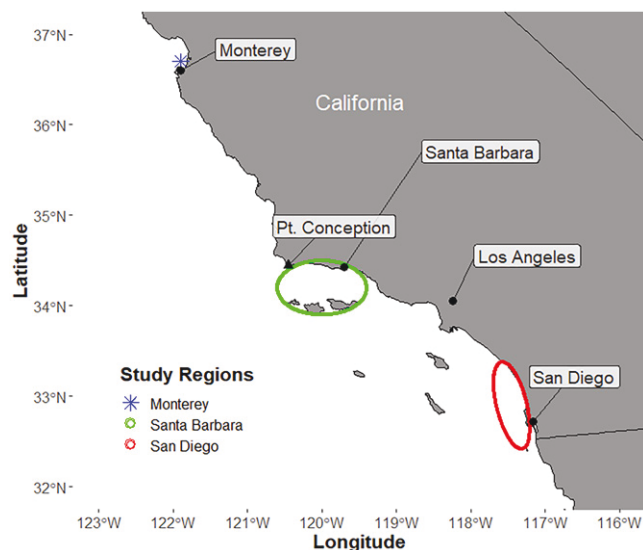 37°N
Monterey
36°N
California
Santa Barbara
35°N
Pt. Conception
Los Angeles
34°N
Latitude
Study Regions
Monterey
Santa Barbara
San Diego
San Diego
33°N
32°N
123°W 122°W 121°W 120°W 119°W 118°W 117°W 116°W
Longitude